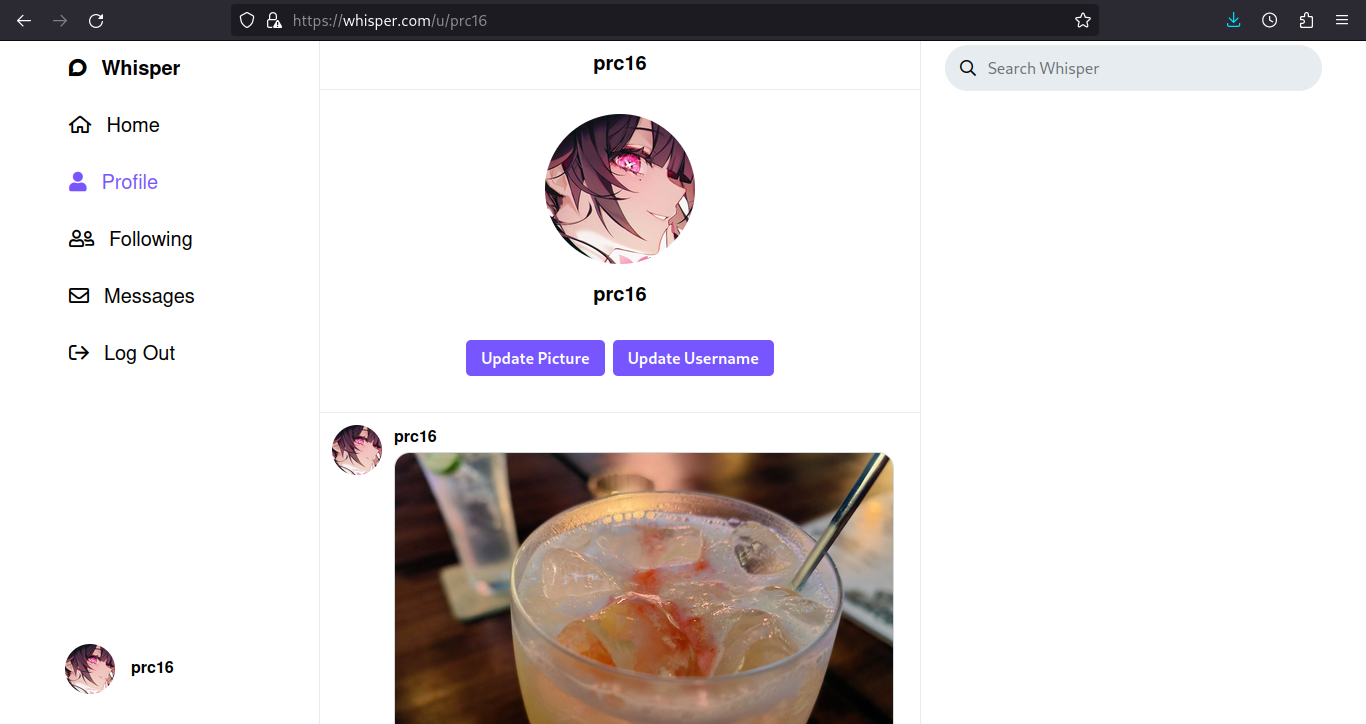 https://whisper.com/u/prc16
Whisper
Home
Profile
Following
Messages
Log Out
prc16
prc16
prc16
Update Picture
Update Username
prc16
Search Whisper